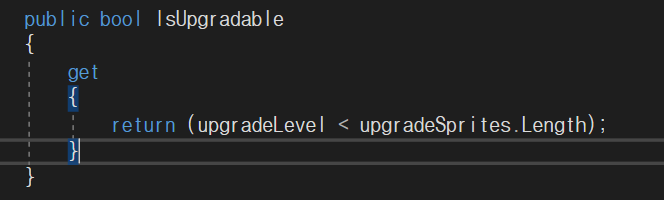 public bool IsUpgradable
{
get
{
return (upgradeLevel < upgradeSprites.Length);
}
}